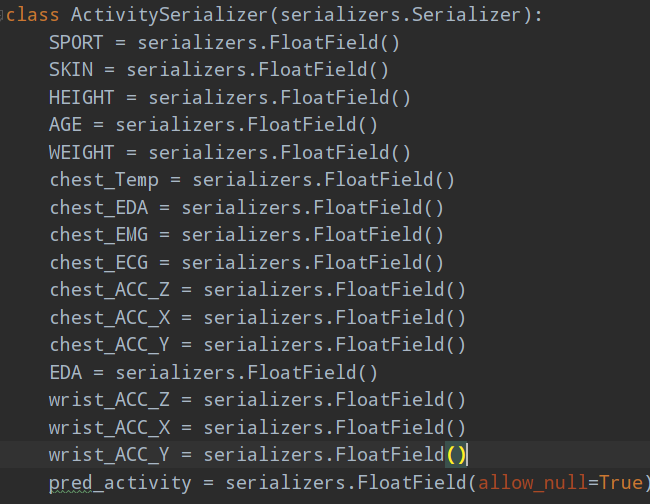 class ActivitySerializer(serializers.Serializer):
    SPORT = serializers.FloatField()
    SKIN = serializers.FloatField()
    HEIGHT = serializers.FloatField()
    AGE = serializers.FloatField()
    WEIGHT = serializers.FloatField()
    chest_Temp = serializers.FloatField()
    chest_EDA = serializers.FloatField()
    chest_EMG = serializers.FloatField()
    chest_ECG = serializers.FloatField()
    chest_ACC_Z = serializers.FloatField()
    chest_ACC_X = serializers.FloatField()
    chest_ACC_Y = serializers.FloatField()
    EDA = serializers.FloatField()
    wrist_ACC_Z = serializers.FloatField()
    wrist_ACC_X = serializers.FloatField()
    wrist_ACC_Y = serializers.FloatField()
    pred_activity = serializers.FloatField(allow_null=True)